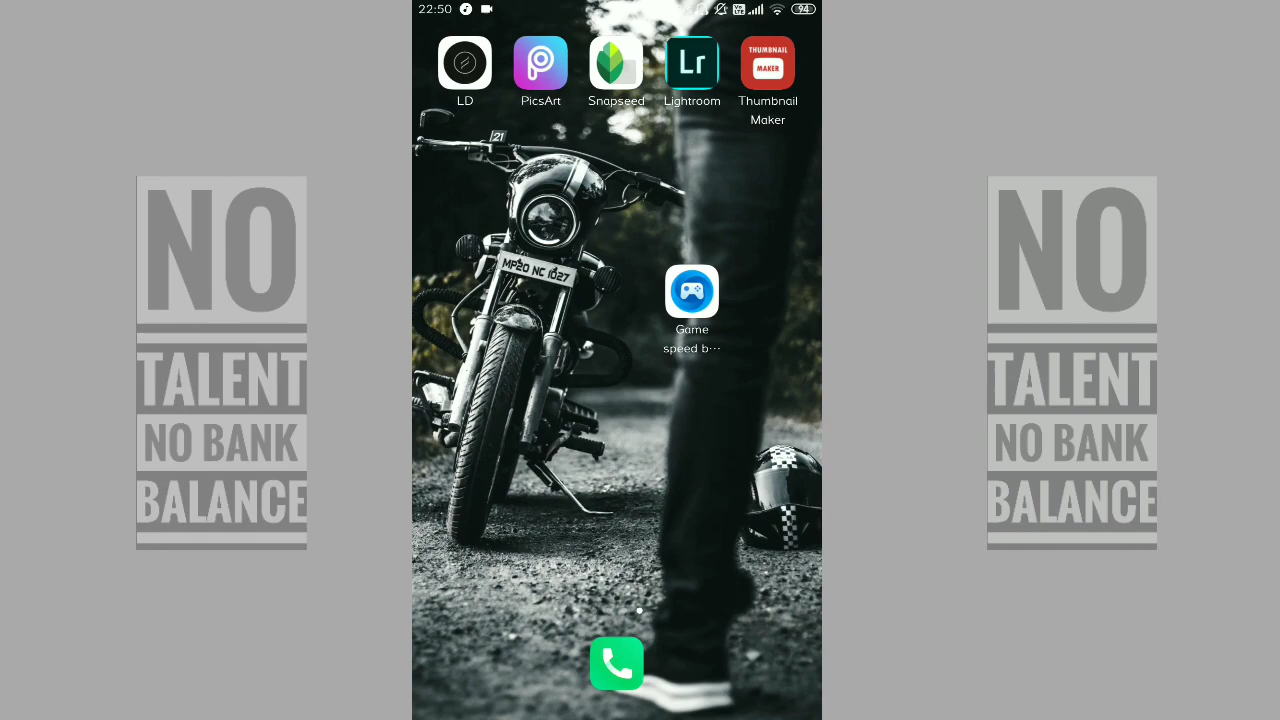 22:50
94
LD
PicsArt
Snapseed
Lr
Lightroom
THUMBNAIL
MAKER
Thumbnail
Maker
21
MP20 NC 1027
Game
speed b···
NO
TALENT
NO BANK
BALANCE
NO
TALENT
NO BANK
BALANCE